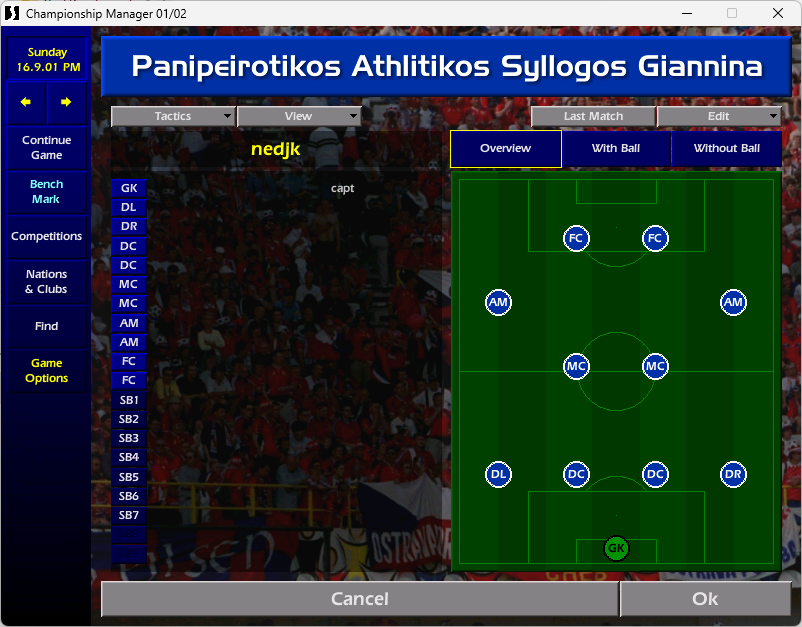 Championship Manager 01/02
Sunday
16.9.01 PM
Panipeirotikos Athlitikos Syllogos Giannina
Continue
Game
Bench
Mark
Competitions
Nations
& Clubs
Find
Game
Options
Tactics
View
Last Match
Edit
nedjk
Overview
With Ball
Without Ball
GK
capt
DL
DR
DC
DC
MC
MC
AM
AM
FC
FC
SB1
SB2
SB3
SB4
SB5
SB6
SB7
FC
FC
AM
AM
MC
MC
DL
DC
DC
DR
GK
Cancel
Ok